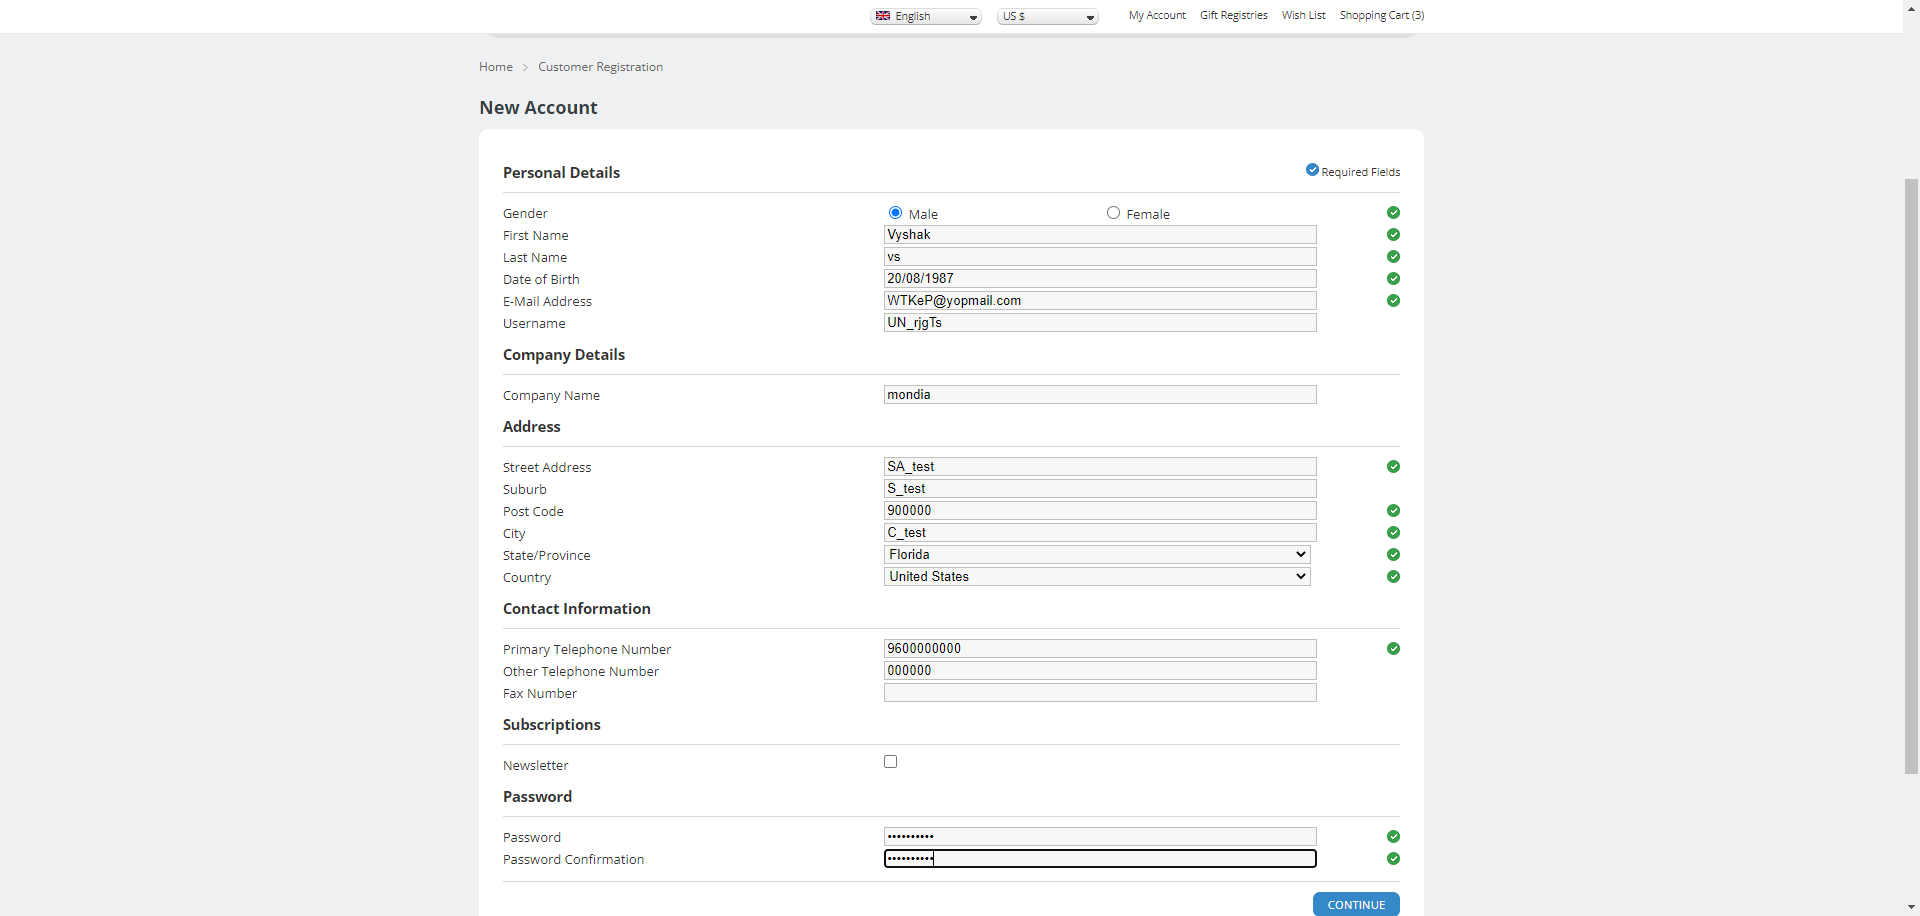 English
US $
My Account
Gift Registries
Wish List
Shopping Cart (3)
Home > Customer Registration
New Account
Personal Details
Required Fields
Gender Male Female
First Name Vyshak
Last Name vs
Date of Birth 20/08/1987
E-Mail Address WTKeP@yopmail.com
Username UN_rjgTs
Company Details
Company Name mondia
Address
Street Address SA_test
Suburb S_test
Post Code 900000
City C_test
State/Province Florida
Country United States
Contact Information
Primary Telephone Number 9600000000
Other Telephone Number 000000
Fax Number
Subscriptions
Newsletter
Password
Password ••••••••••
Password Confirmation ••••••••••
CONTINUE